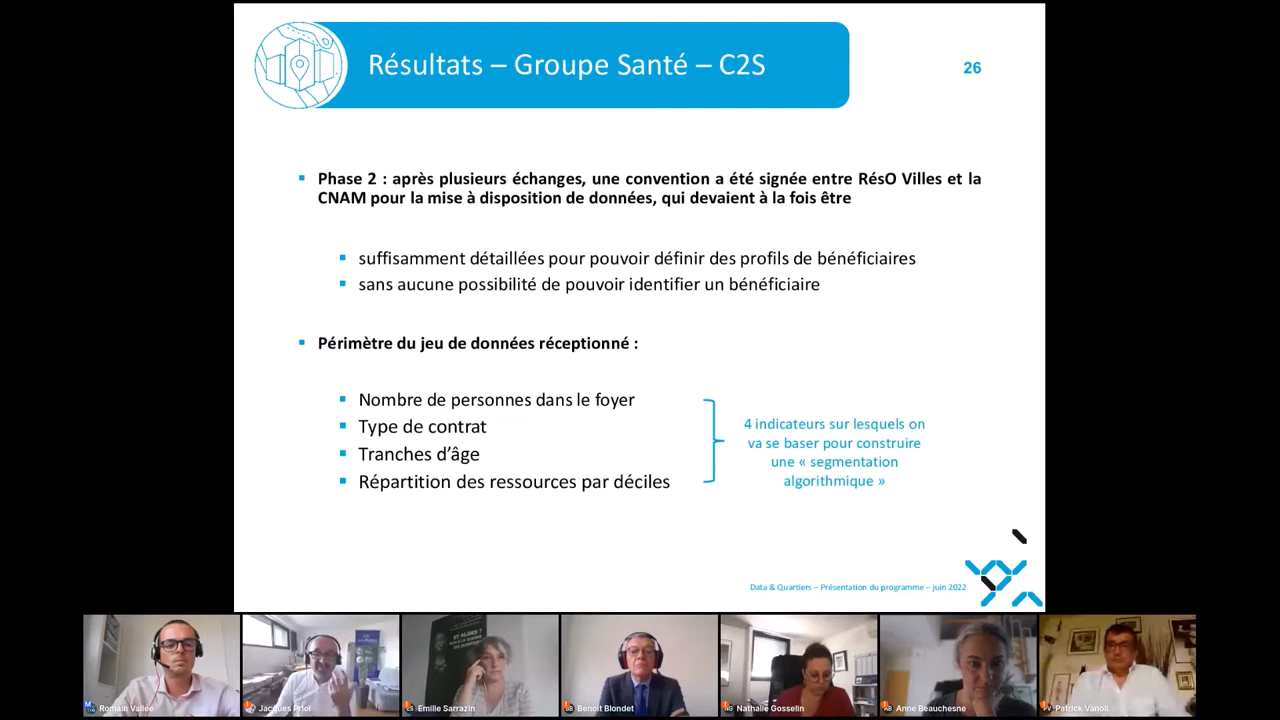 Résultats – Groupe Santé – C2S
26
Phase 2 : après plusieurs échanges, une convention a été signée entre RésO Villes et la
CNAM pour la mise à disposition de données, qui devaient à la fois être
suffisamment détaillées pour pouvoir définir des profils de bénéficiaires
sans aucune possibilité de pouvoir identifier un bénéficiaire
Périmètre du jeu de données réceptionné :
Nombre de personnes dans le foyer
Type de contrat
Tranches d’âge
Répartition des ressources par déciles
4 indicateurs sur lesquels on
va se baser pour construire
une « segmentation
algorithmique »
Data & Quartiers – Présentation du programme – juin 2022
ET ALORS ?
Romain Vallée
Jacques Priol
Emilie Sarrazin
Benoit Blondet
Nathalie Gosselin
Anne Beauchesne
Patrick Vanoli